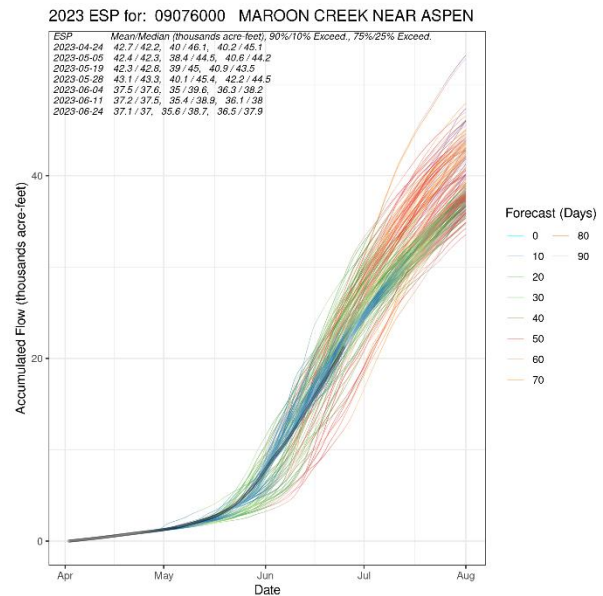 2023 ESP for: 09076000 MAROON CREEK NEAR ASPEN
ESP Mean/Median (thousands acre-feet), 90%/10% Exceed., 75%/25% Exceed.
2023-04-24 42.7 / 42.2, 40 / 46.1, 40.2 / 45.1
2023-05-05 42.4 / 42.3, 38.4 / 44.5, 40.6 / 44.2
2023-05-19 42.3 / 42.8, 39 / 45, 40.9 / 43.5
2023-05-28 43.1 / 43.3, 40.1 / 45.4, 42.2 / 44.5
2023-06-04 37.5 / 37.6, 35 / 39.6, 36.3 / 38.2
2023-06-11 37.2 / 37.5, 35.4 / 38.9, 36.1 / 38
2023-06-24 37.1 / 37, 35.6 / 38.7, 36.5 / 37.9
Accumulated Flow (thousands acre-feet)
40
20
0
Apr May Jun Jul Aug
Date
Forecast (Days)
0 80
10 90
20
30
40
50
60
70